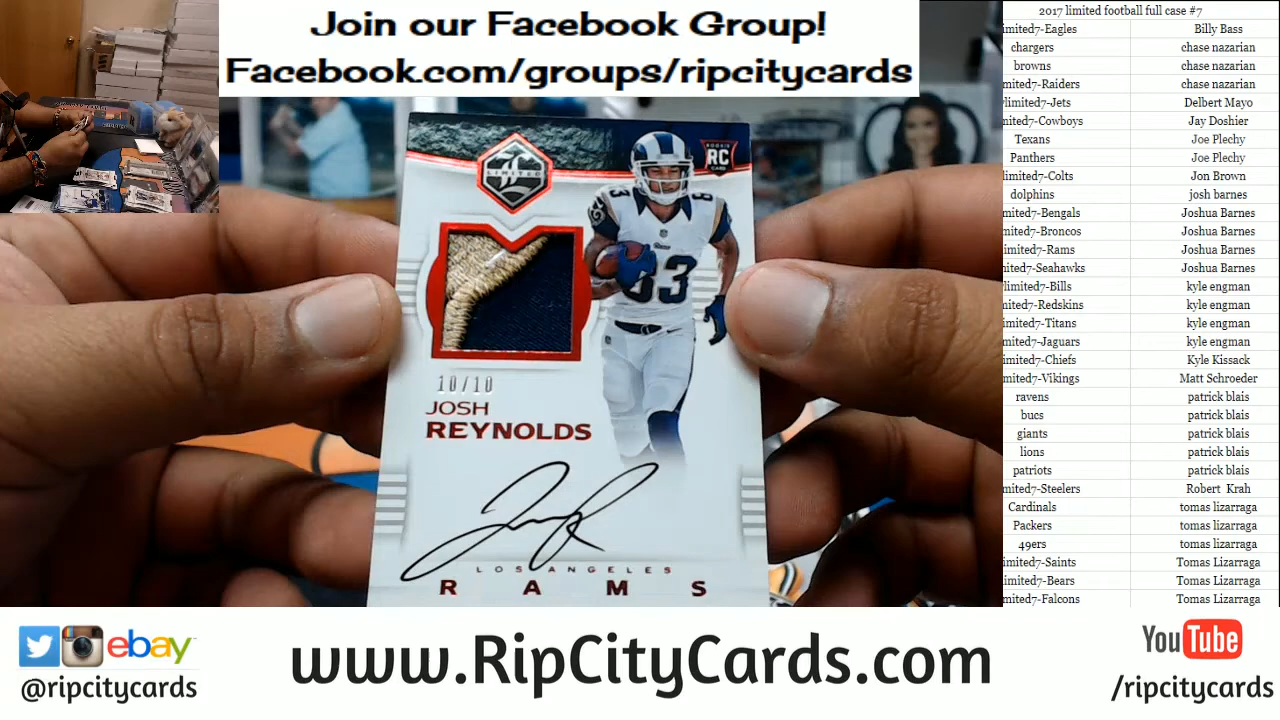 Join our Facebook Group!
Facebook.com/groups/ripcitycards
2017 limited football full case #7
imited7-Eagles Billy Bass
chargers chase nazarian
browns chase nazarian
imited7-Raiders chase nazarian
limited7-Jets Delbert Mayo
imited7-Cowboys Jay Doshier
Texans Joe Plechy
Panthers Joe Plechy
limited7-Colts Jon Brown
dolphins josh barnes
mited7-Bengals Joshua Barnes
mited7-Broncos Joshua Barnes
imited7-Rams Joshua Barnes
nited7-Seahawks Joshua Barnes
limited7-Bills kyle engman
nited7-Redskins kyle engman
imited7-Titans kyle engman
mited7-Jaguars kyle engman
imited7-Chiefs Kyle Kissack
mited7-Vikings Matt Schroeder
ravens patrick blais
bucs patrick blais
giants patrick blais
lions patrick blais
patriots patrick blais
mited7-Steelers Robert Krah
Cardinals tomas lizarraga
Packers tomas lizarraga
49ers tomas lizarraga
imited7-Saints Tomas Lizarraga
imited7-Bears Tomas Lizarraga
mited7-Falcons Tomas Lizarraga
LIMITED
ROOKIE
RC
CARD
83
10/10
JOSH
REYNOLDS
LOS ANGELES
RAMS
ebay
@ripcitycards
www.RipCityCards.com
YouTube
/ripcitycards